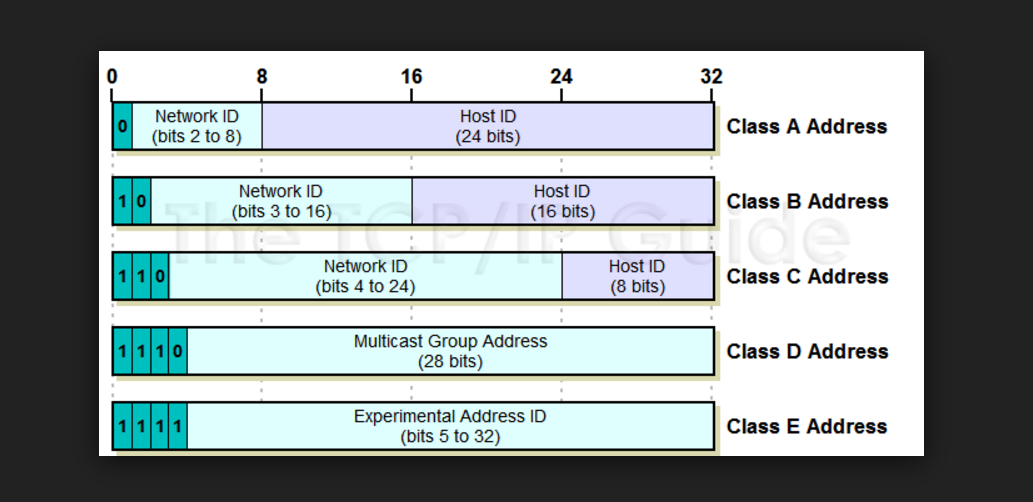 0 8 16 24 32
0 Network ID Host ID Class A Address
(bits 2 to 8) (24 bits)
1 0 Network ID Host ID Class B Address
(bits 3 to 16) (16 bits)
The TCP/IP Guide
1 1 0 Network ID Host ID Class C Address
(bits 4 to 24) (8 bits)
1 1 1 0 Multicast Group Address Class D Address
(28 bits)
1 1 1 1 Experimental Address ID Class E Address
(bits 5 to 32)